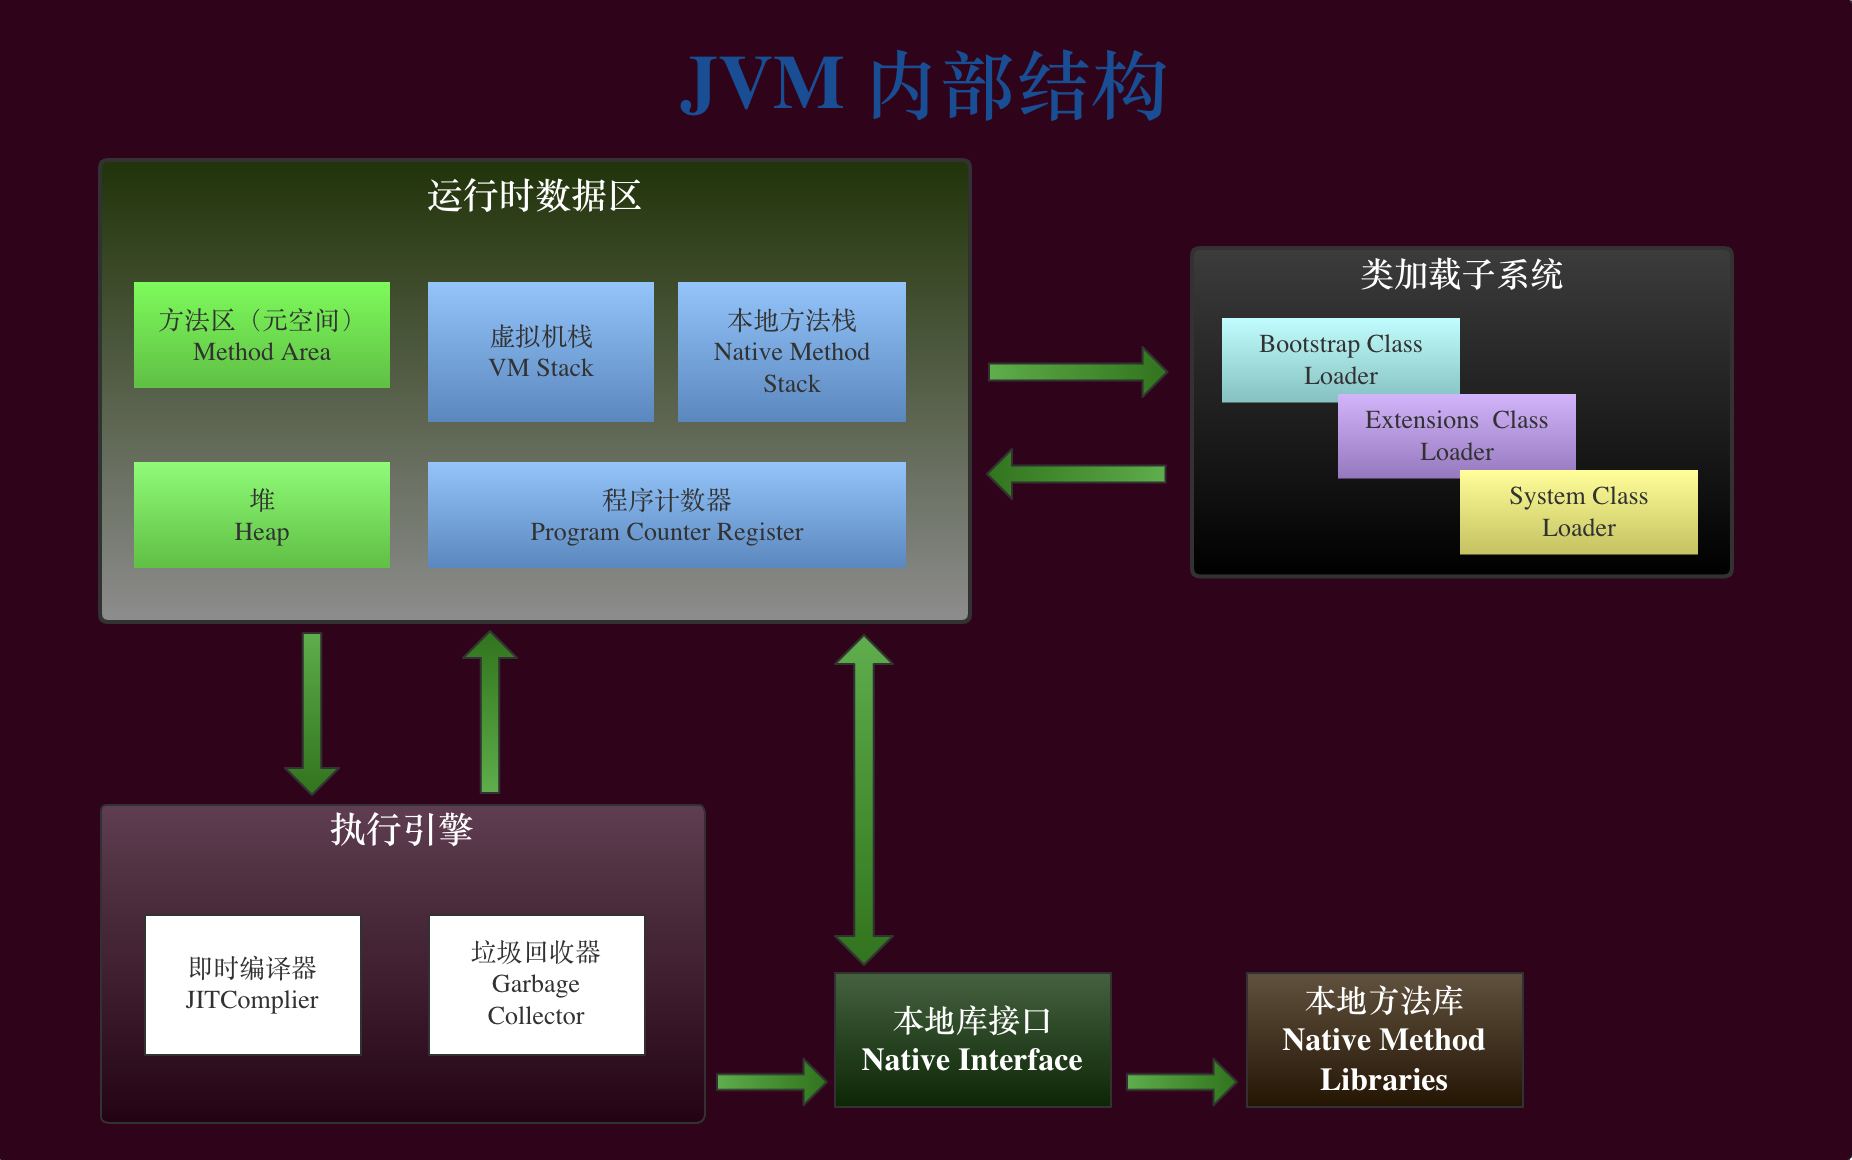 JVM 内部结构
运行时数据区
方法区（元空间）
Method Area
虚拟机栈
VM Stack
本地方法栈
Native Method
Stack
堆
Heap
程序计数器
Program Counter Register
类加载子系统
Bootstrap Class
Loader
Extensions  Class
Loader
System Class
Loader
执行引擎
即时编译器
JITComplier
垃圾回收器
Garbage
Collector
本地库接口
Native Interface
本地方法库
Native Method
Libraries